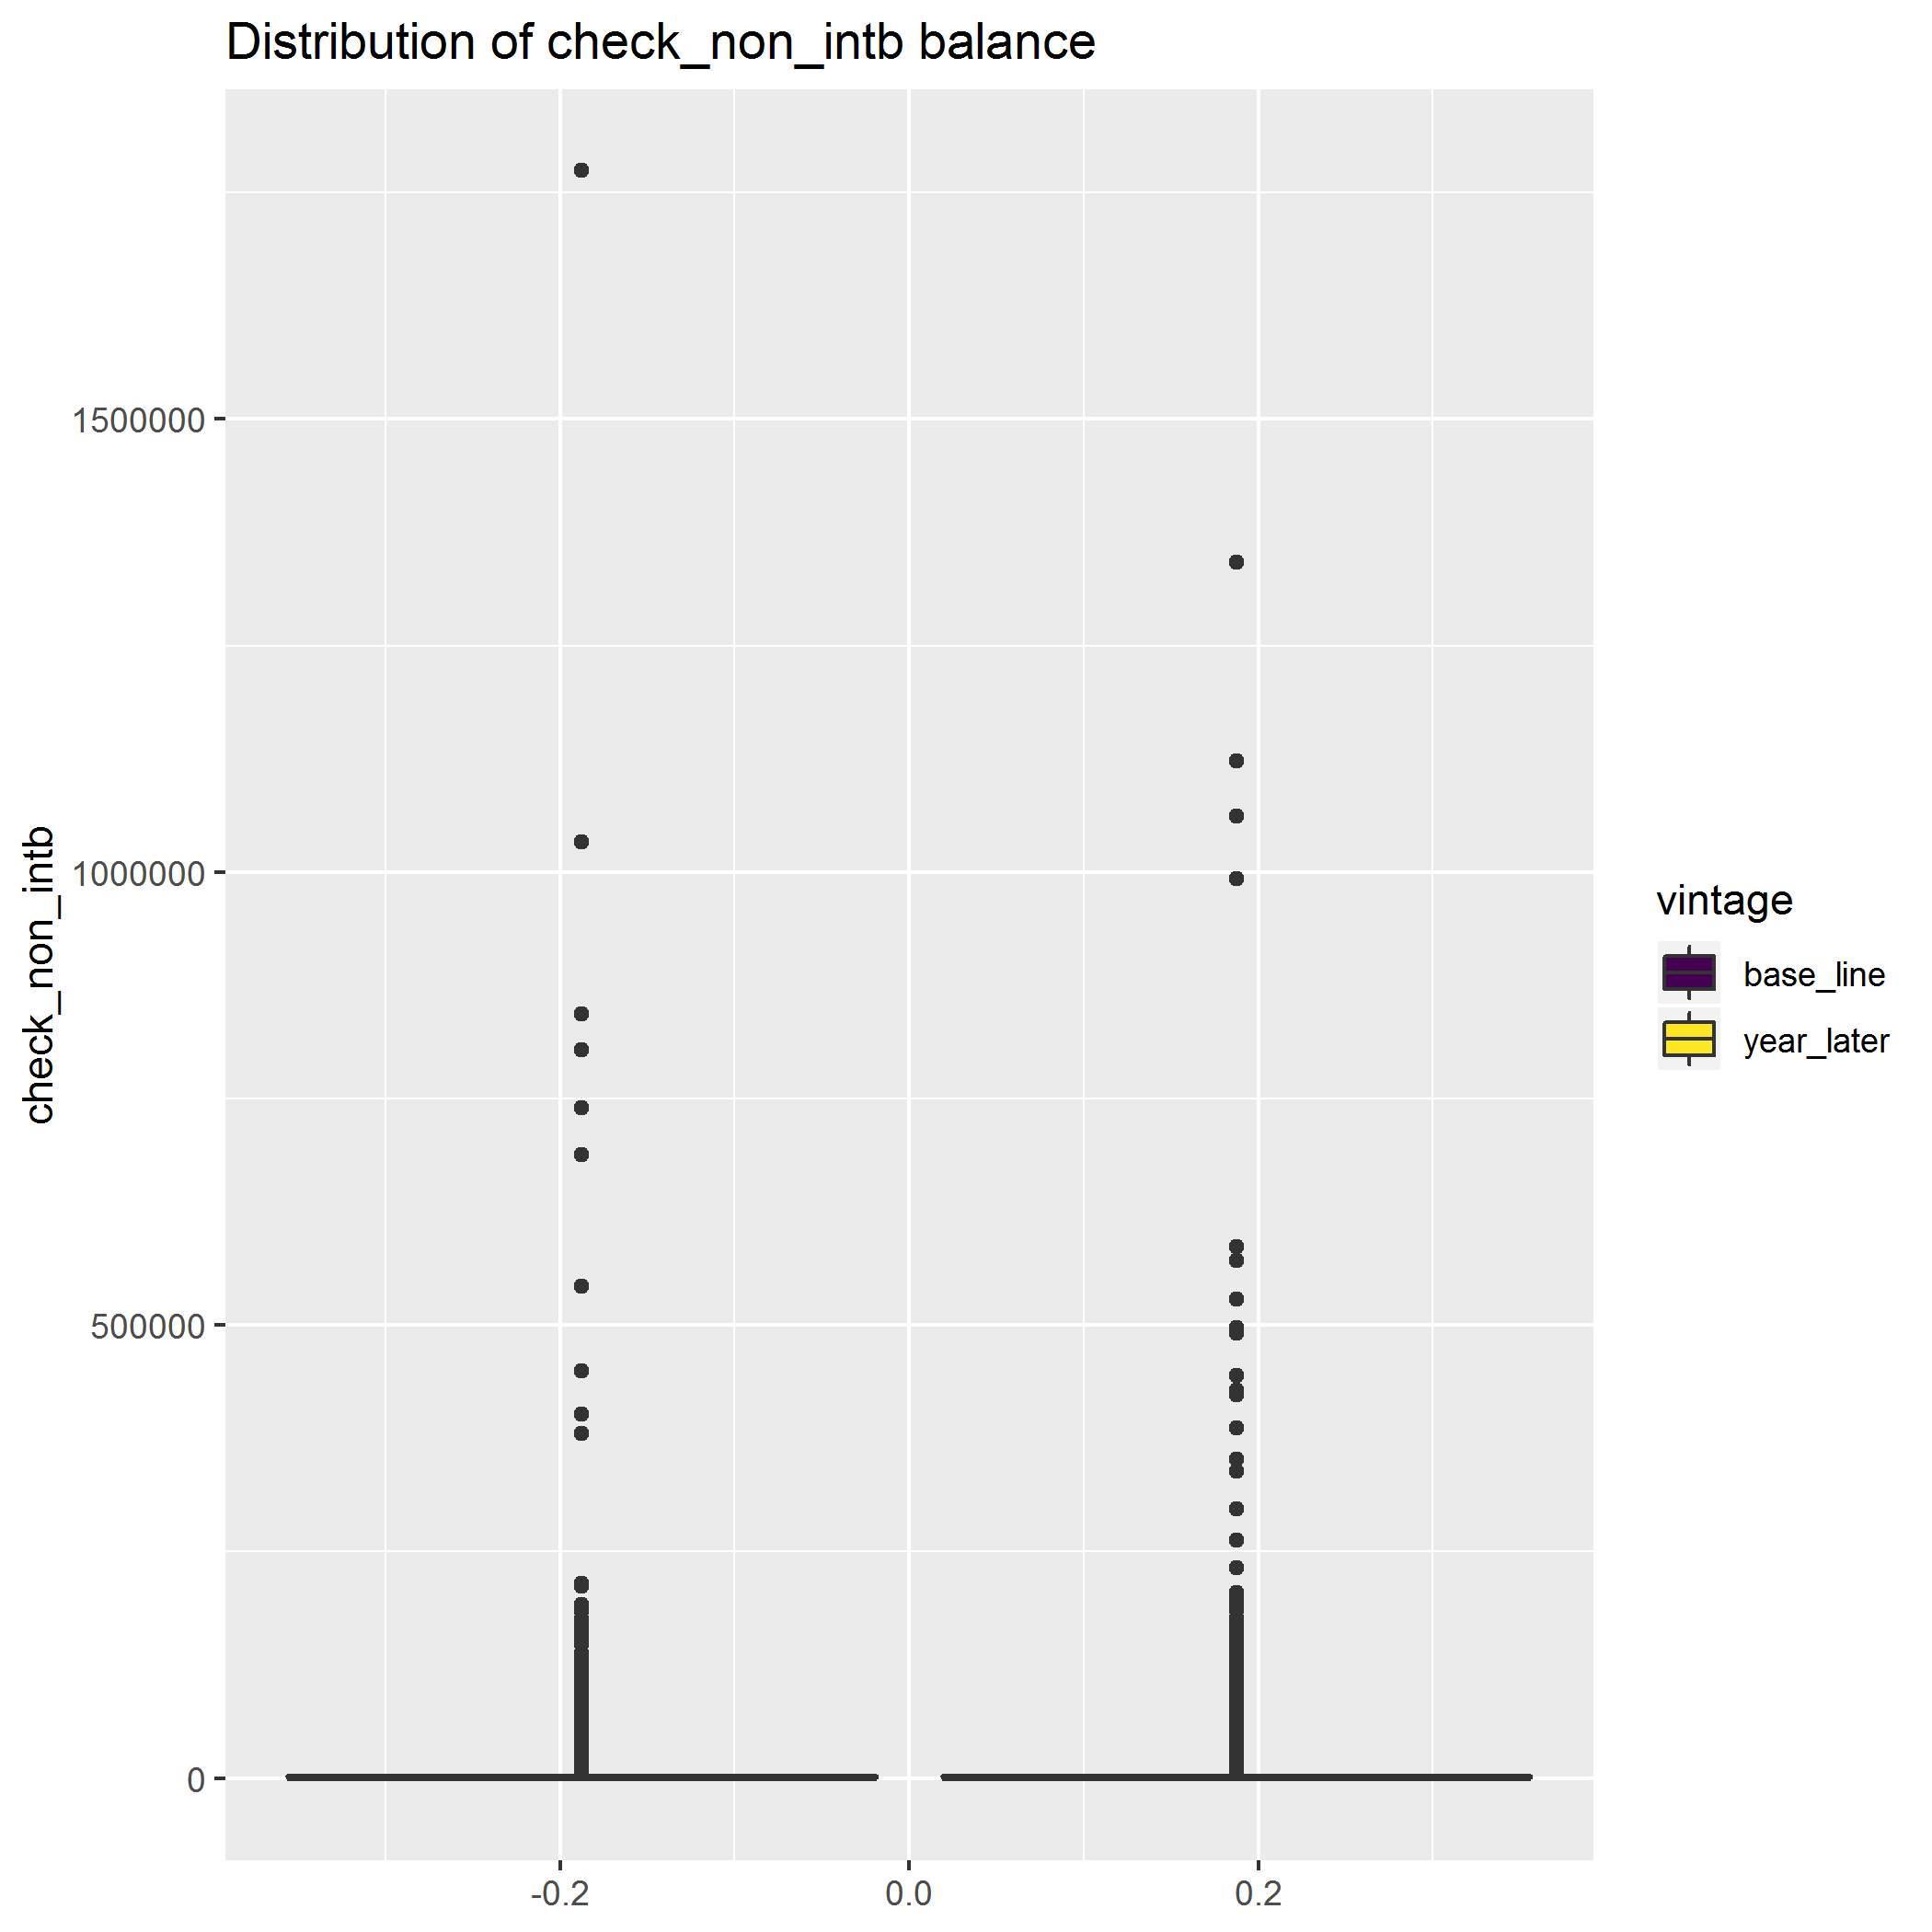 Distribution of check_non_intb balance
check_non_intb
1500000
1000000
500000
0
-0.2
0.0
0.2
vintage
base_line
year_later